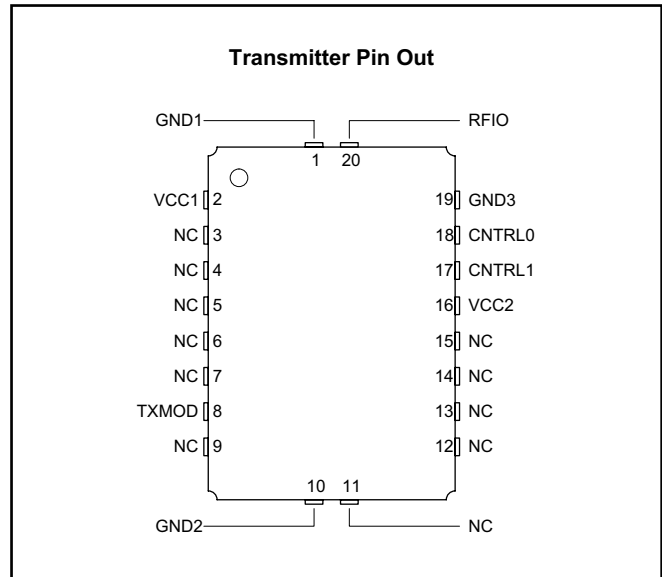 Transmitter Pin Out
GND1 RFIO
1 20
VCC1 2 19 GND3
NC 3 18 CNTRL0
NC 4 17 CNTRL1
NC 5 16 VCC2
NC 6 15 NC
NC 7 14 NC
TXMOD 8 13 NC
NC 9 12 NC
10 11
GND2 NC